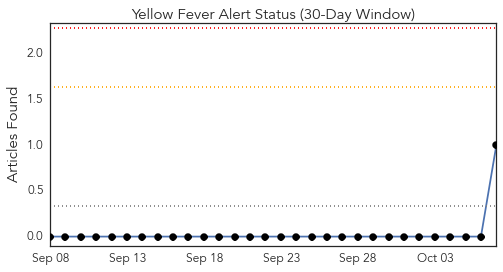 Yellow Fever Alert Status (30-Day Window)
Articles Found
2.0
1.5
1.0
0.5
0.0
Sep 08 Sep 13 Sep 18 Sep 23 Sep 28 Oct 03